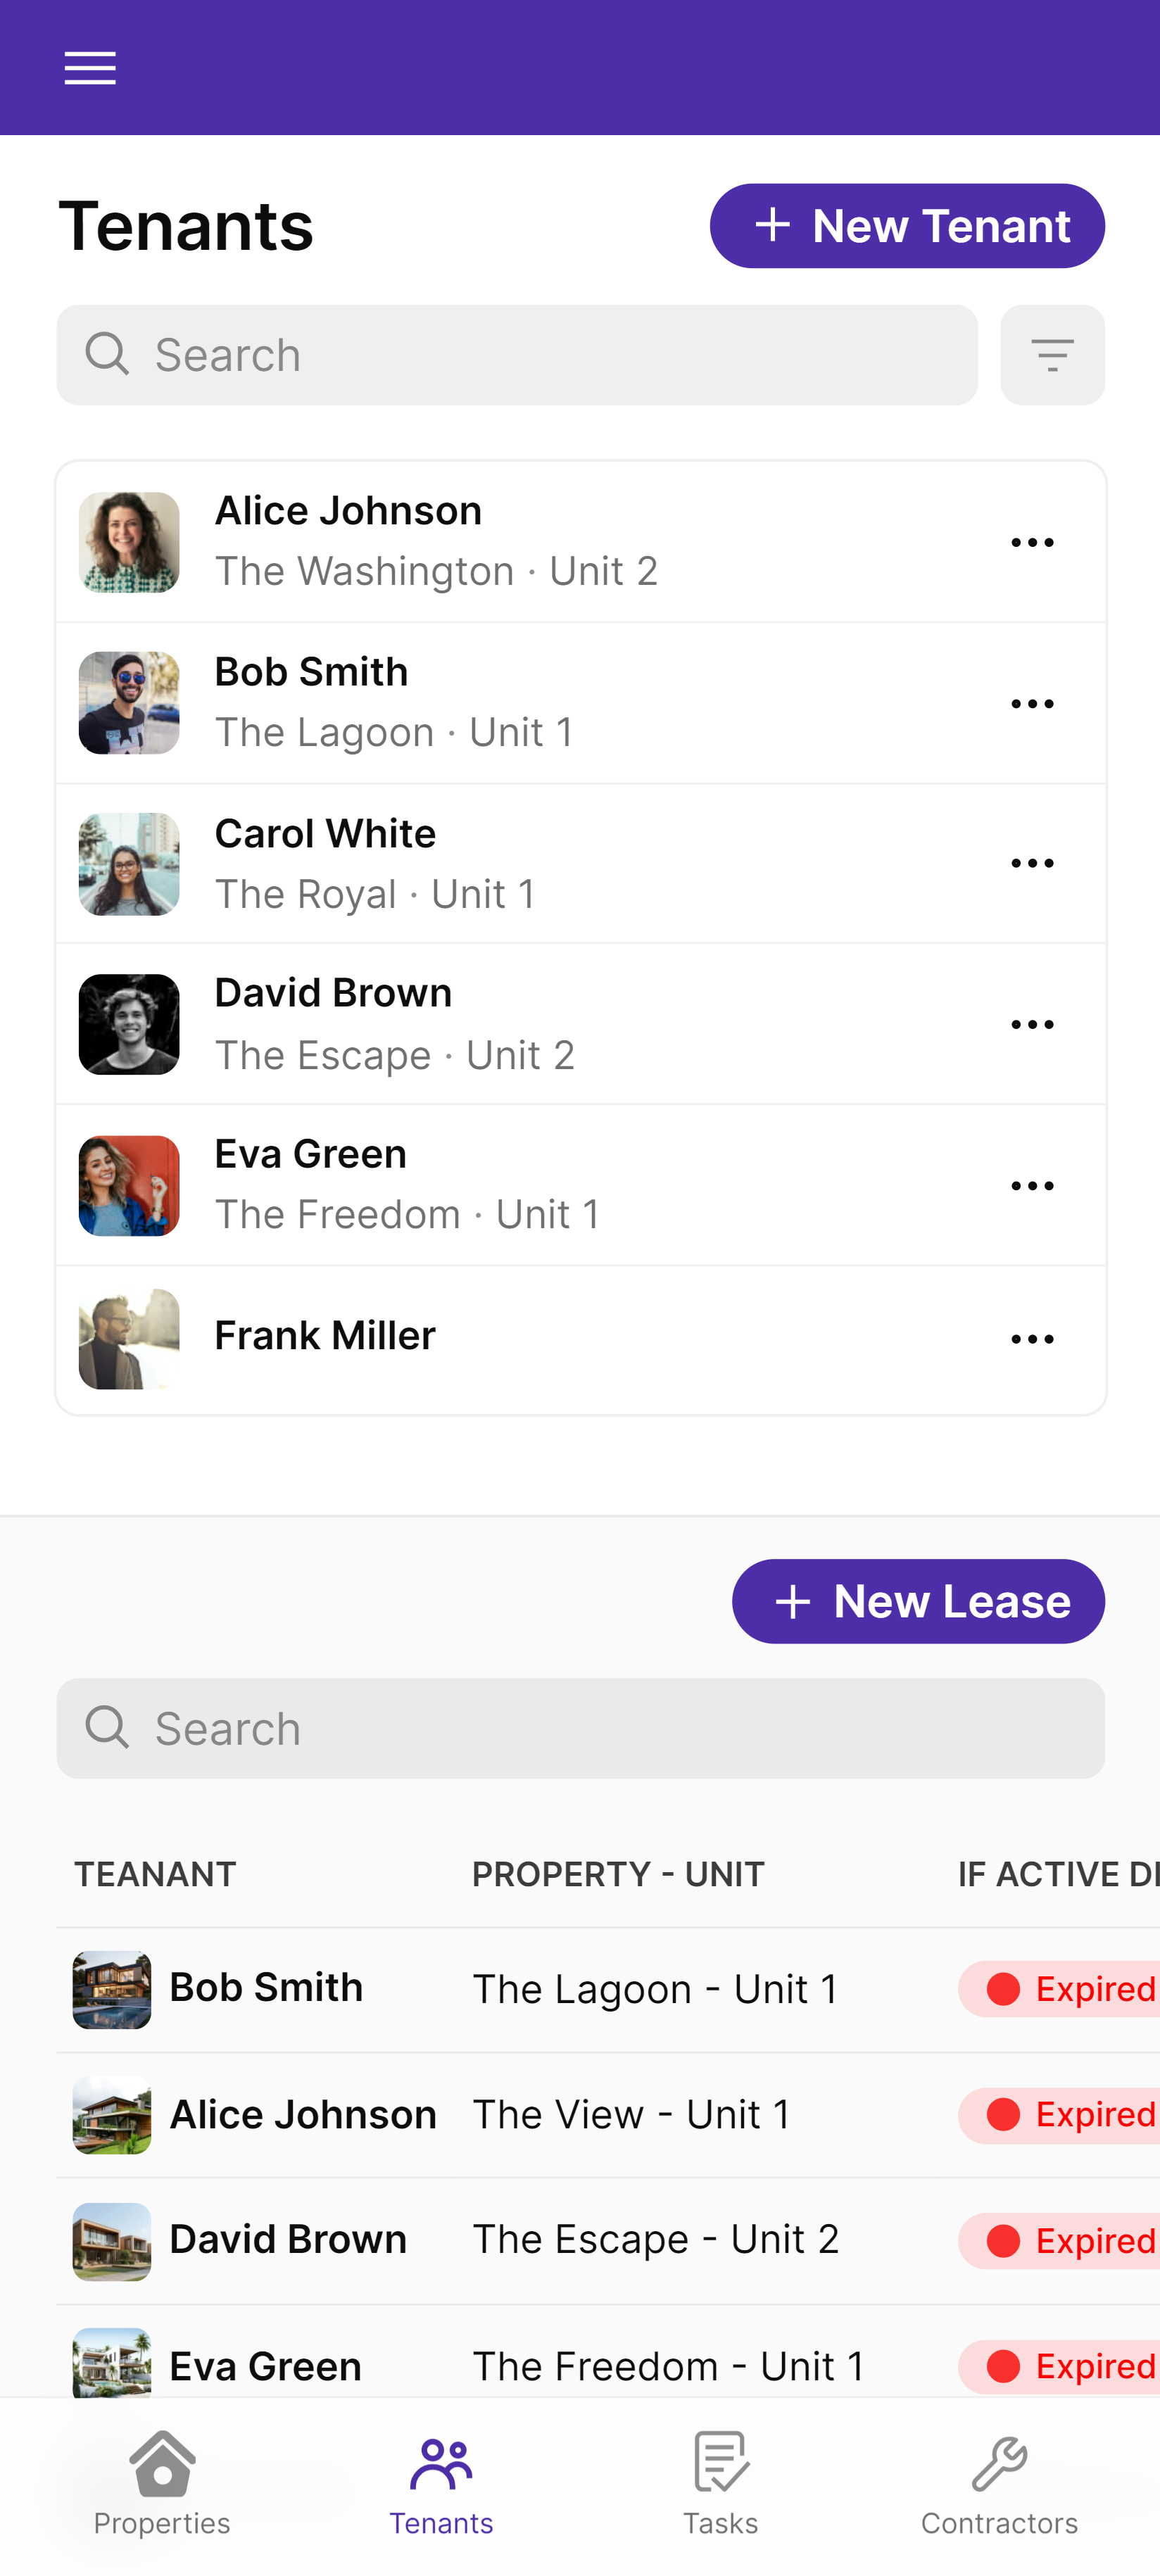 Tenants
+ New Tenant
Search
Alice Johnson
The Washington · Unit 2
Bob Smith
The Lagoon · Unit 1
Carol White
The Royal · Unit 1
David Brown
The Escape · Unit 2
Eva Green
The Freedom · Unit 1
Frank Miller
+ New Lease
Search
TEANANT PROPERTY - UNIT IF ACTIVE
Bob Smith The Lagoon - Unit 1 Expired
Alice Johnson The View - Unit 1 Expired
David Brown The Escape - Unit 2 Expired
Eva Green The Freedom - Unit 1 Expired
Properties Tenants Tasks Contractors